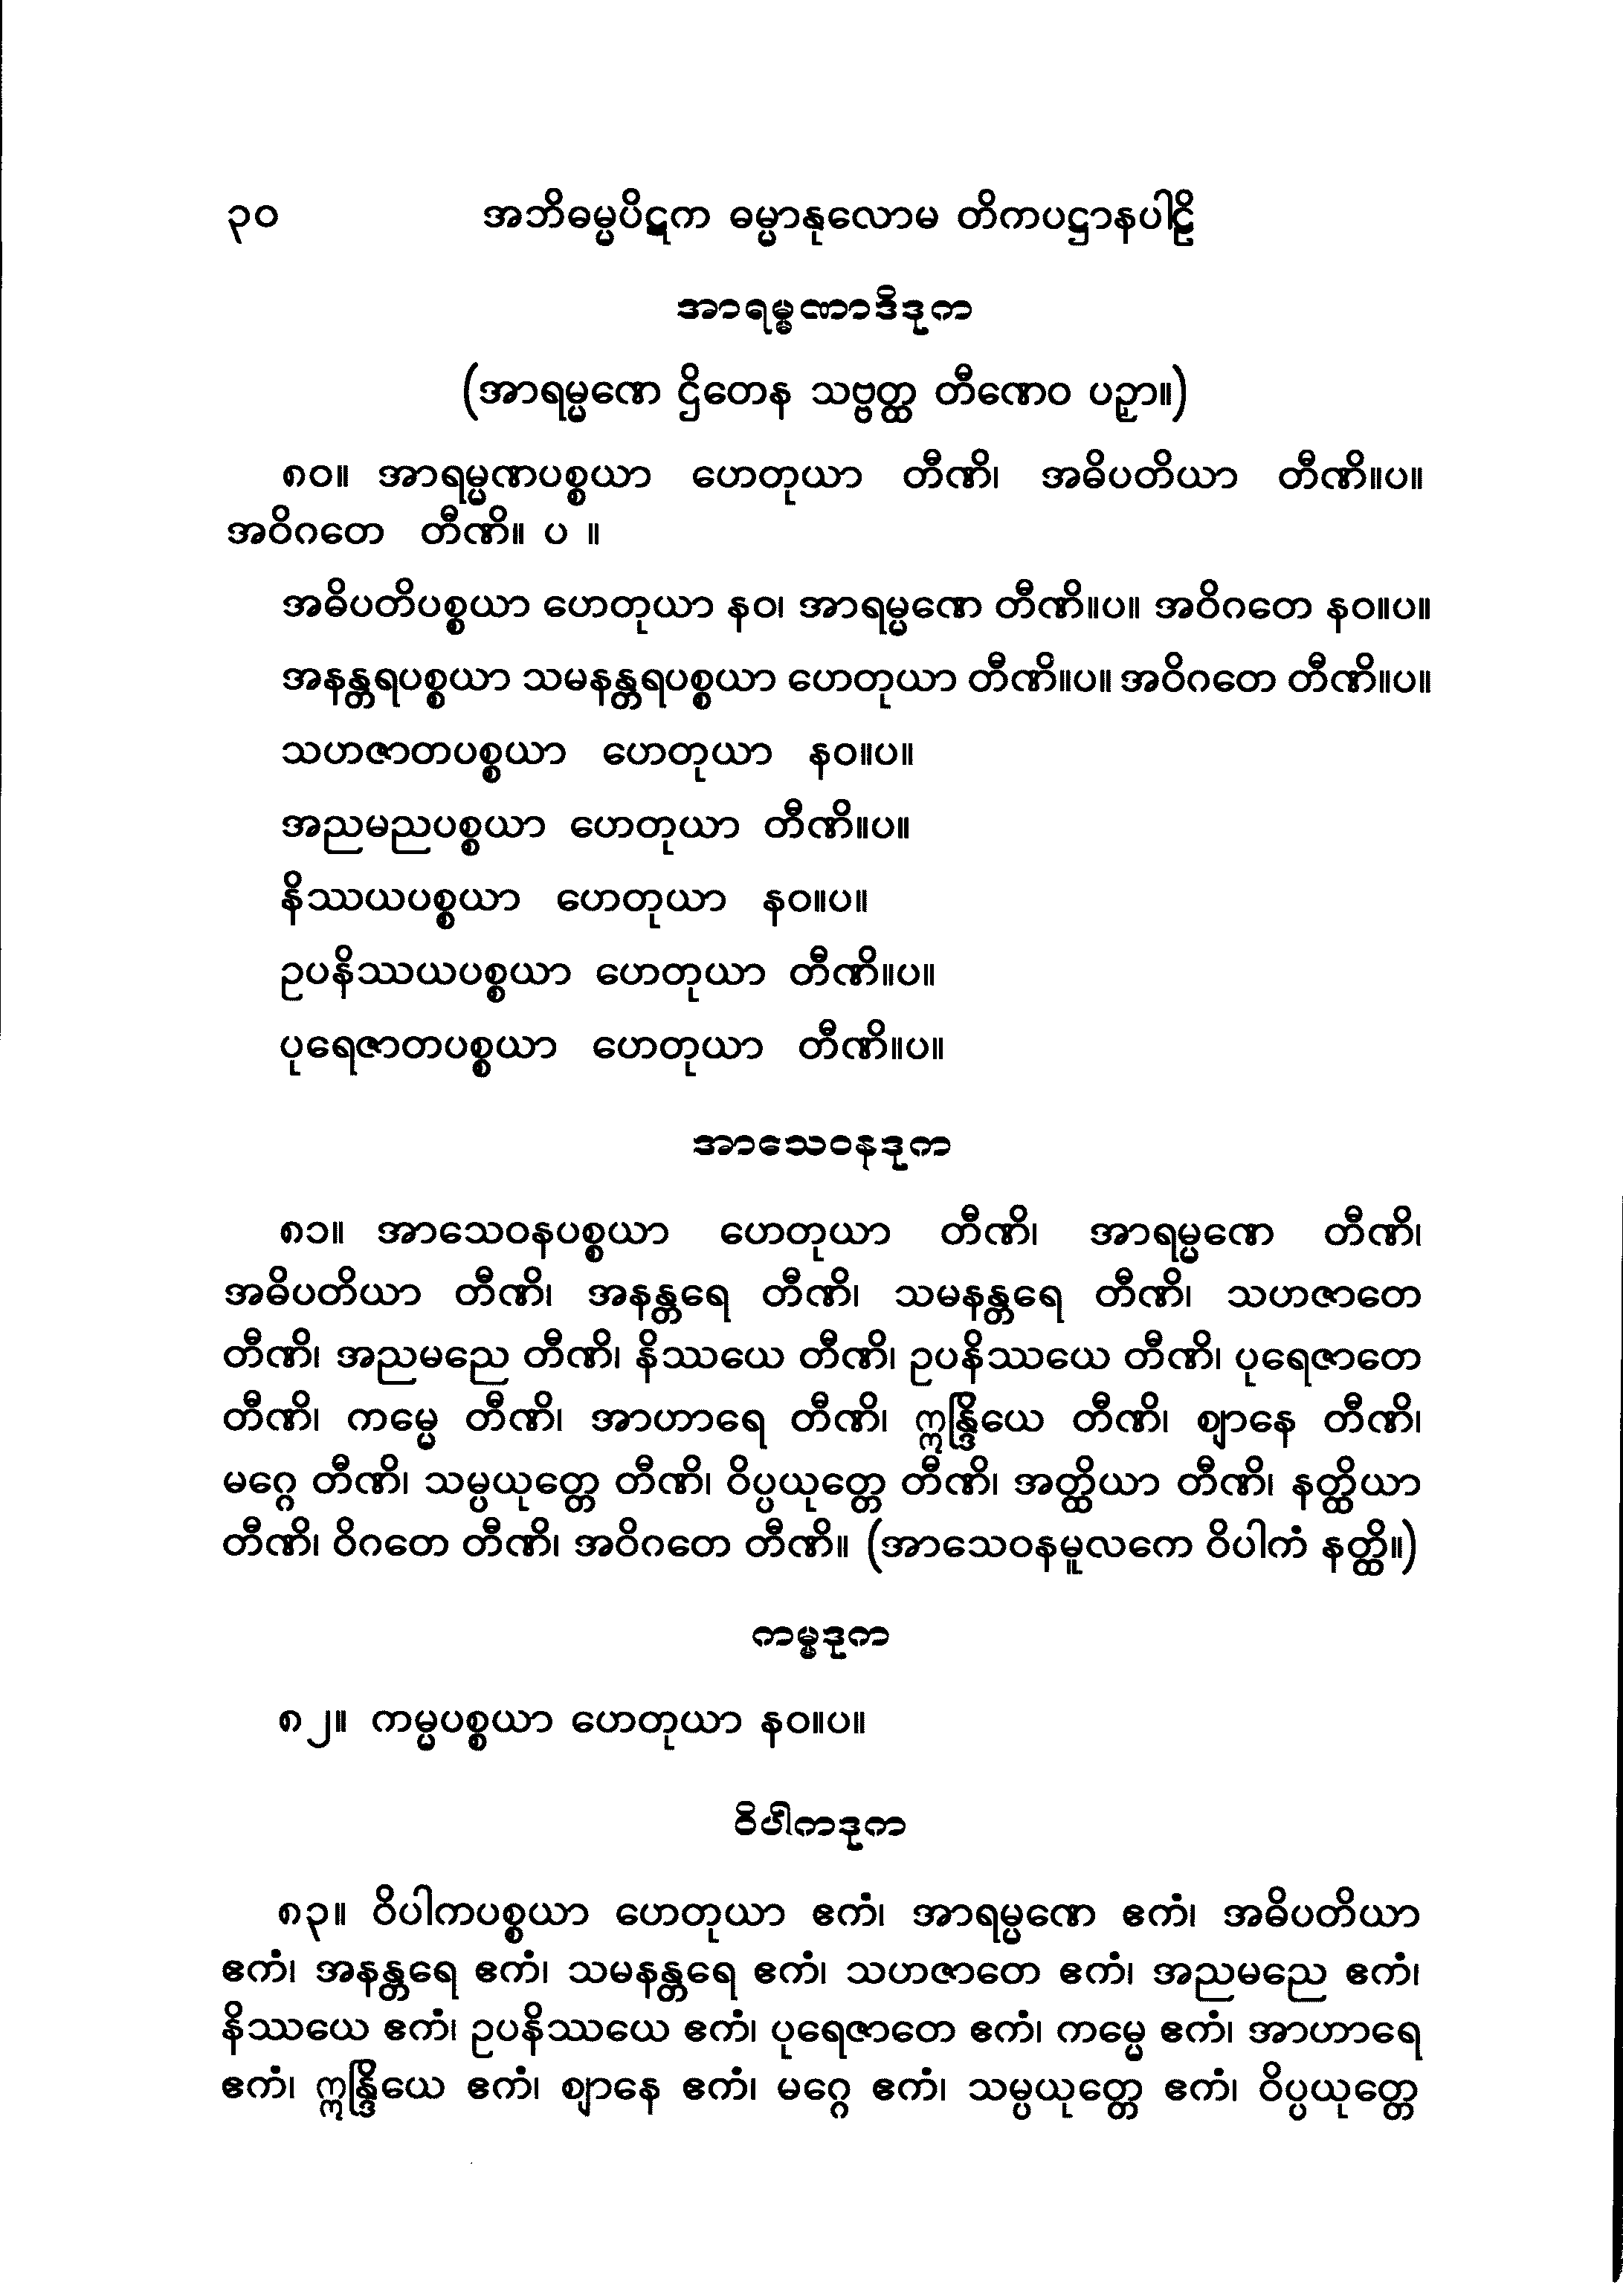 ၃၀ အဘိဓမ္မပိဋက ဓမ္မာနုလောမ တိကပဋ္ဌာနပါဠိ
အာရမ္မဏာဒိဒုက
(အာရမ္မဏေ ဌိတေန သဗ္ဗတ္ထ တီဏေဝ ပဉှာ။)
၈၀။ အာရမ္မဏပစ္စယာ ဟေတုယာ တီဏိ၊ အဓိပတိယာ တီဏိ။ပ။
အဝိဂတေ တီဏိ။ ပ ။
အဓိပတိပစ္စယာ ဟေတုယာ နဝ၊ အာရမ္မဏေ တီဏိ။ပ။ အဝိဂတေ နဝ။ပ။
အနန္တရပစ္စယာ သမနန္တရပစ္စယာ ဟေတုယာ တီဏိ။ပ။ အဝိဂတေ တီဏိ။ပ။
သဟဇာတပစ္စယာ ဟေတုယာ နဝ။ပ။
အညမညပစ္စယာ ဟေတုယာ တီဏိ။ပ။
နိဿယပစ္စယာ ဟေတုယာ နဝ။ပ။
ဥပနိဿယပစ္စယာ ဟေတုယာ တီဏိ။ပ။
ပုရေဇာတပစ္စယာ ဟေတုယာ တီဏိ။ပ။
အာသေဝနဒုက
၈၁။ အာသေဝနပစ္စယာ ဟေတုယာ တီဏိ၊ အာရမ္မဏေ တီဏိ၊
အဓိပတိယာ တီဏိ၊ အနန္တရေ တီဏိ၊ သမနန္တရေ တီဏိ၊ သဟဇာတေ
တီဏိ၊ အညမညေ တီဏိ၊ နိဿယေ တီဏိ၊ ဥပနိဿယေ တီဏိ၊ ပုရေဇာတေ
တီဏိ၊ ကမ္မေ တီဏိ၊ အာဟာရေ တီဏိ၊ ဣန္ဒြိယေ တီဏိ၊ ဈာနေ တီဏိ၊
မဂ္ဂေ တီဏိ၊ သမ္ပယုတ္တေ တီဏိ၊ ဝိပ္ပယုတ္တေ တီဏိ၊ အတ္ထိယာ တီဏိ၊ နတ္ထိယာ
တီဏိ၊ ဝိဂတေ တီဏိ၊ အဝိဂတေ တီဏိ။ (အာသေဝနမူလကေ ဝိပါကံ နတ္ထိ။)
ကမ္မဒုက
၈၂။ ကမ္မပစ္စယာ ဟေတုယာ နဝ။ပ။
ဝိပါကဒုက
၈၃။ ဝိပါကပစ္စယာ ဟေတုယာ ဧကံ၊ အာရမ္မဏေ ဧကံ၊ အဓိပတိယာ
ဧကံ၊ အနန္တရေ ဧကံ၊ သမနန္တရေ ဧကံ၊ သဟဇာတေ ဧကံ၊ အညမညေ ဧကံ၊
နိဿယေ ဧကံ၊ ဥပနိဿယေ ဧကံ၊ ပုရေဇာတေ ဧကံ၊ ကမ္မေ ဧကံ၊ အာဟာရေ
ဧကံ၊ ဣန္ဒြိယေ ဧကံ၊ ဈာနေ ဧကံ၊ မဂ္ဂေ ဧကံ၊ သမ္ပယုတ္တေ ဧကံ၊ ဝိပ္ပယုတ္တေ